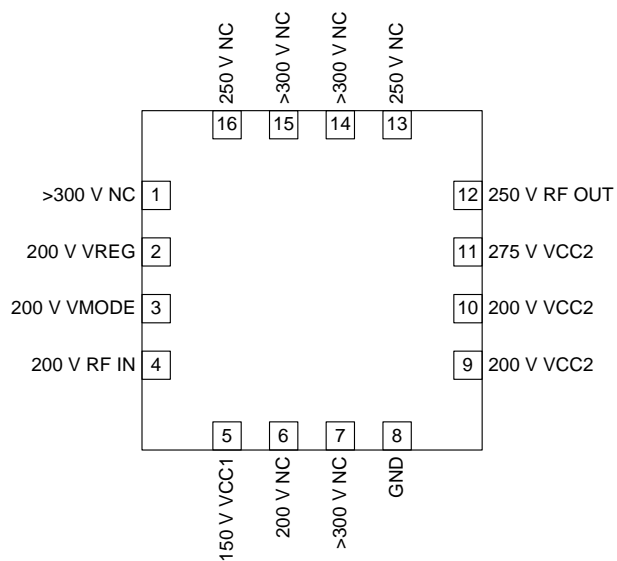 250 V NC
>300 V NC
>300 V NC
250 V NC
16
15
14
13
>300 V NC
1
12
250 V RF OUT
200 V VREG
2
11
275 V VCC2
200 V VMODE
3
10
200 V VCC2
200 V RF IN
4
9
200 V VCC2
5
6
7
8
150 V VCC1
200 V NC
>300 V NC
GND